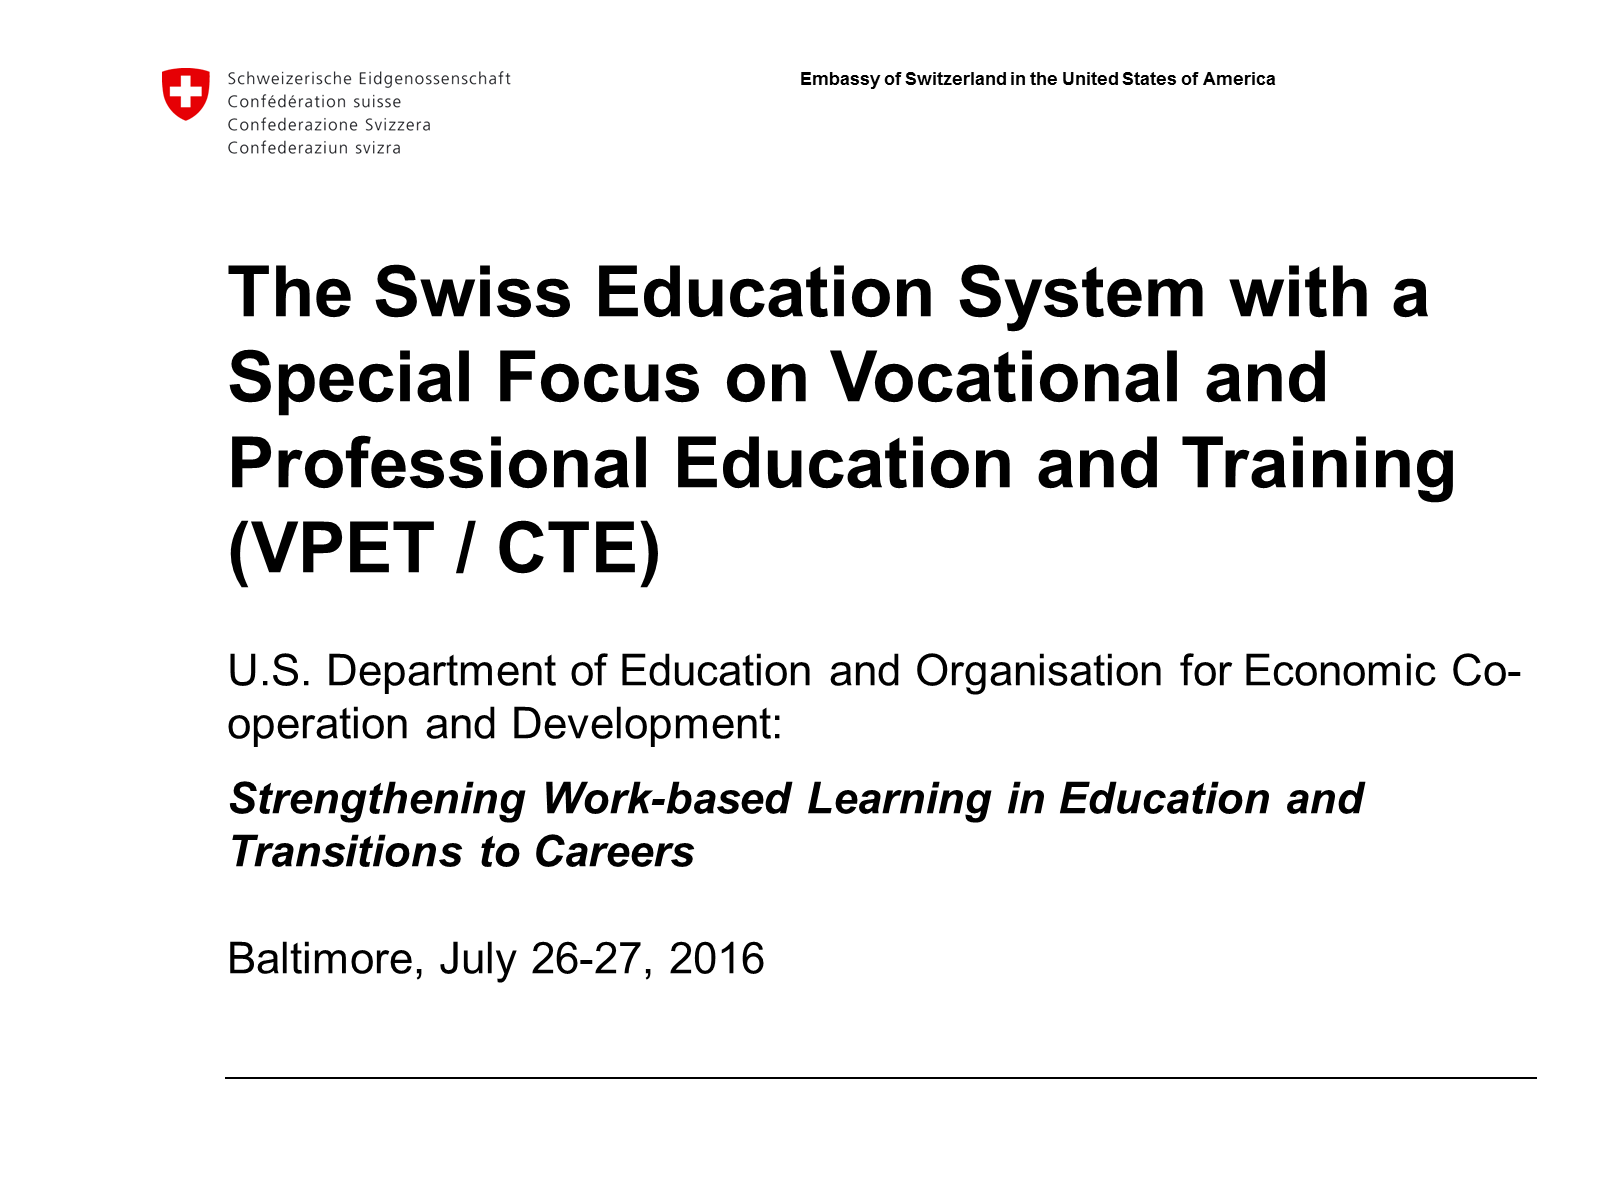 Schweizerische Eidgenossenschaft
Confédération suisse
Confederazione Svizzera
Confederaziun svizra
Embassy of Switzerland in the United States of America
The Swiss Education System with a
Special Focus on Vocational and
Professional Education and Training
(VPET / CTE)
U.S. Department of Education and Organisation for Economic Co-
operation and Development:
Strengthening Work-based Learning in Education and
Transitions to Careers
Baltimore, July 26-27, 2016